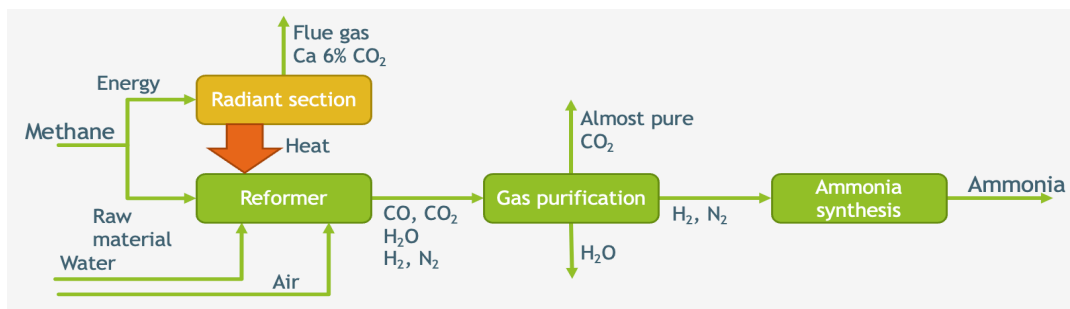 Flue gas
Ca 6% CO₂
Energy
Radiant section
Methane
Heat
Almost pure
CO₂
Reformer
Gas purification
Ammonia
synthesis
Ammonia
Raw
material
CO, CO₂
H₂O
H₂, N₂
H₂, N₂
Water
Air
H₂O